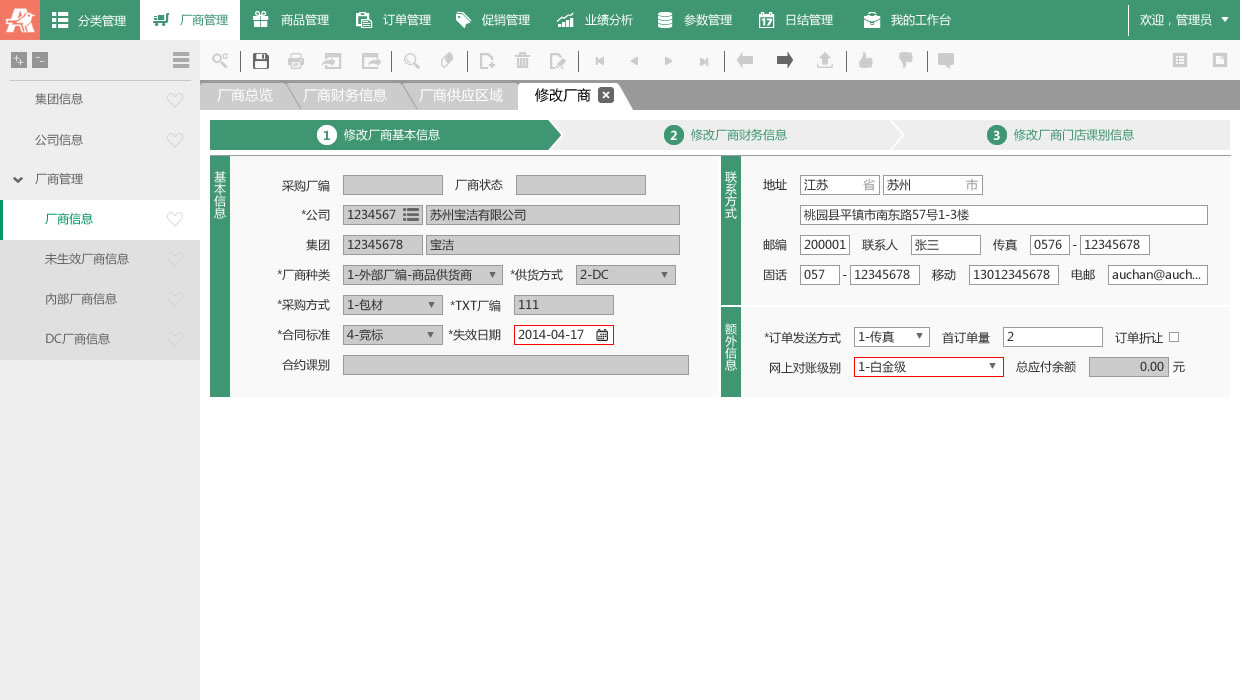 分类管理 厂商管理 商品管理 订单管理 促销管理 业绩分析 参数管理 日结管理 我的工作台 欢迎，管理员
集团信息
公司信息
厂商管理
厂商信息
未生效厂商信息
内部厂商信息
DC厂商信息
厂商总览 厂商财务信息 厂商供应区域 修改厂商
1 修改厂商基本信息 2 修改厂商财务信息 3 修改厂商门店课别信息
基本信息
采购厂编 厂商状态
*公司 1234567 苏州宝洁有限公司
集团 12345678 宝洁
*厂商种类 1-外部厂编-商品供货商 *供货方式 2-DC
*采购方式 1-包材 *TXT厂编 111
*合同标准 4-竞标 *失效日期 2014-04-17
合约课别
联系方式
地址 江苏 省 苏州 市
桃园县平镇市南东路57号1-3楼
邮编 200001 联系人 张三 传真 0576 - 12345678
固话 057 - 12345678 移动 13012345678 电邮 auchan@auch...
额外信息
*订单发送方式 1-传真 首订单量 2 订单折让
网上对账级别 1-白金级 总应付余额 0.00 元